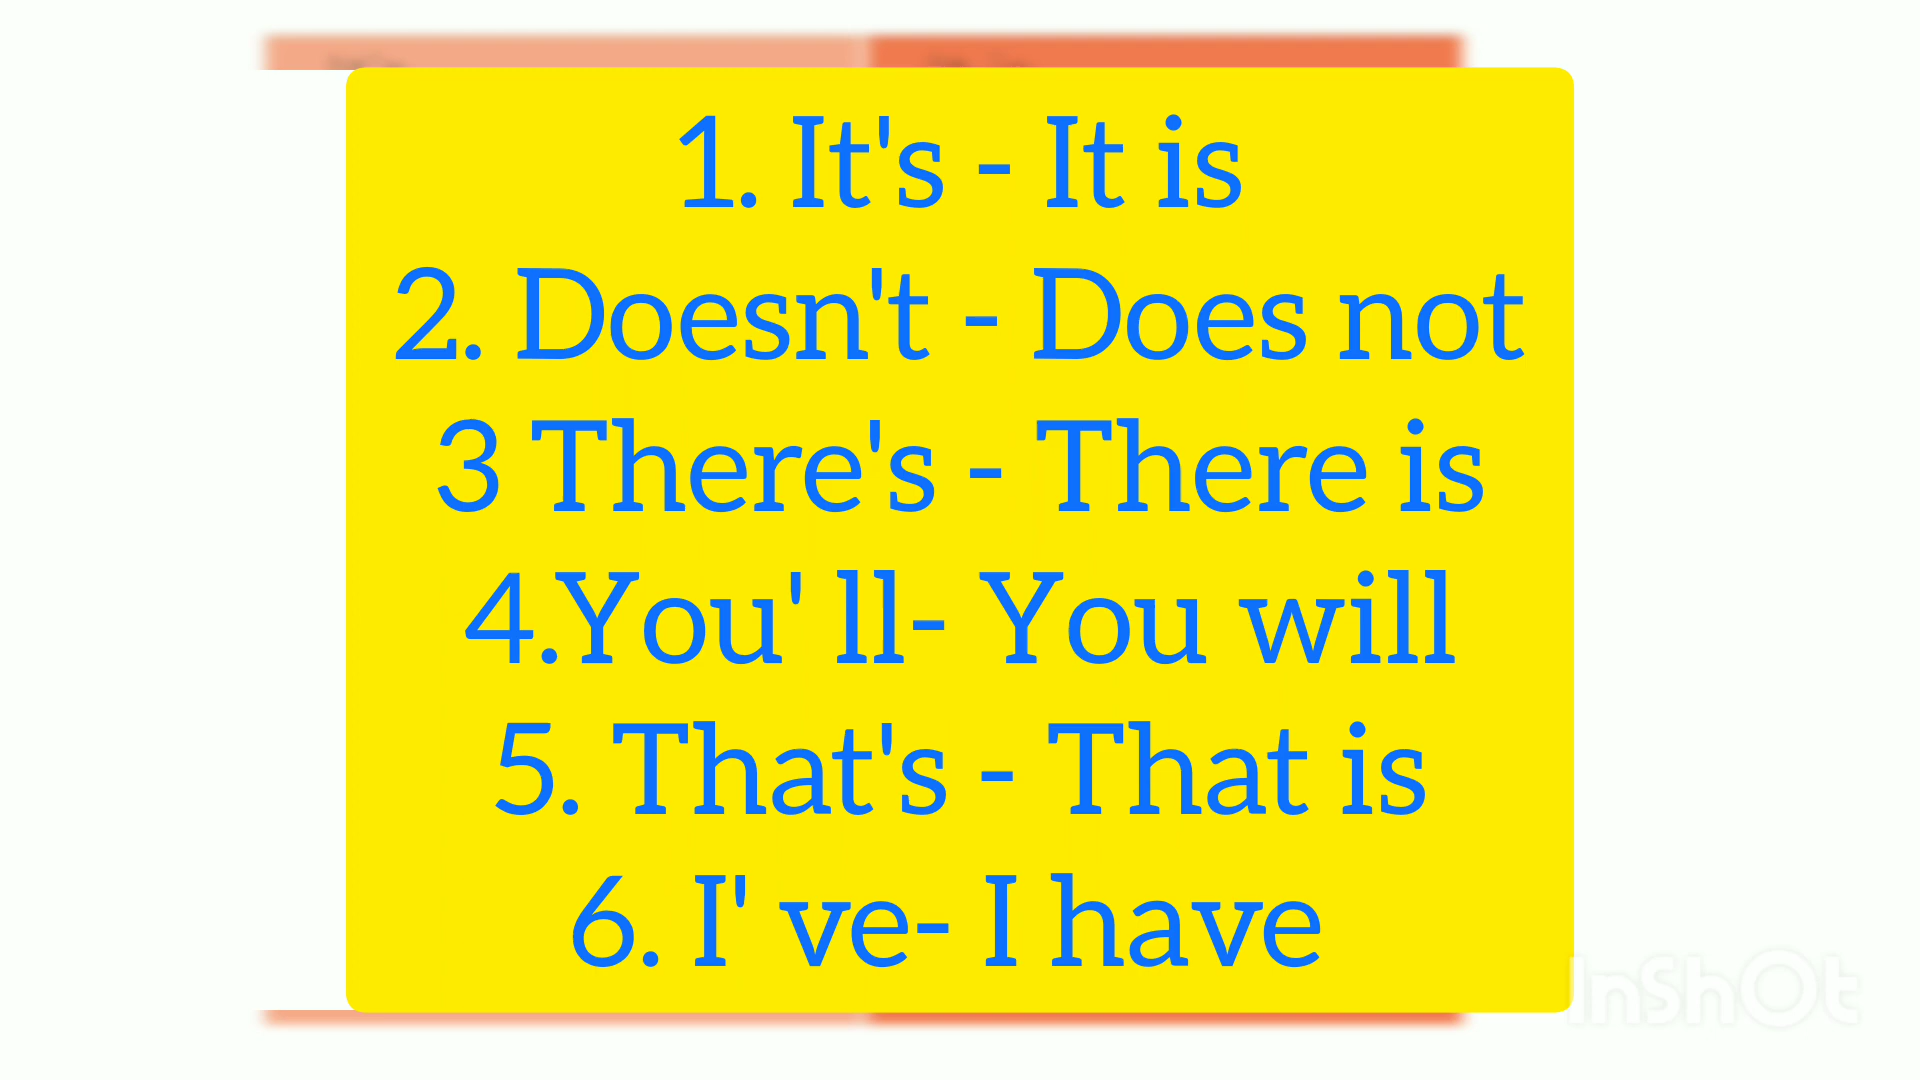 1. It's - It is
2. Doesn't - Does not
3 There's - There is
4.You' ll- You will
5. That's - That is
6. I' ve- I have
InShOt